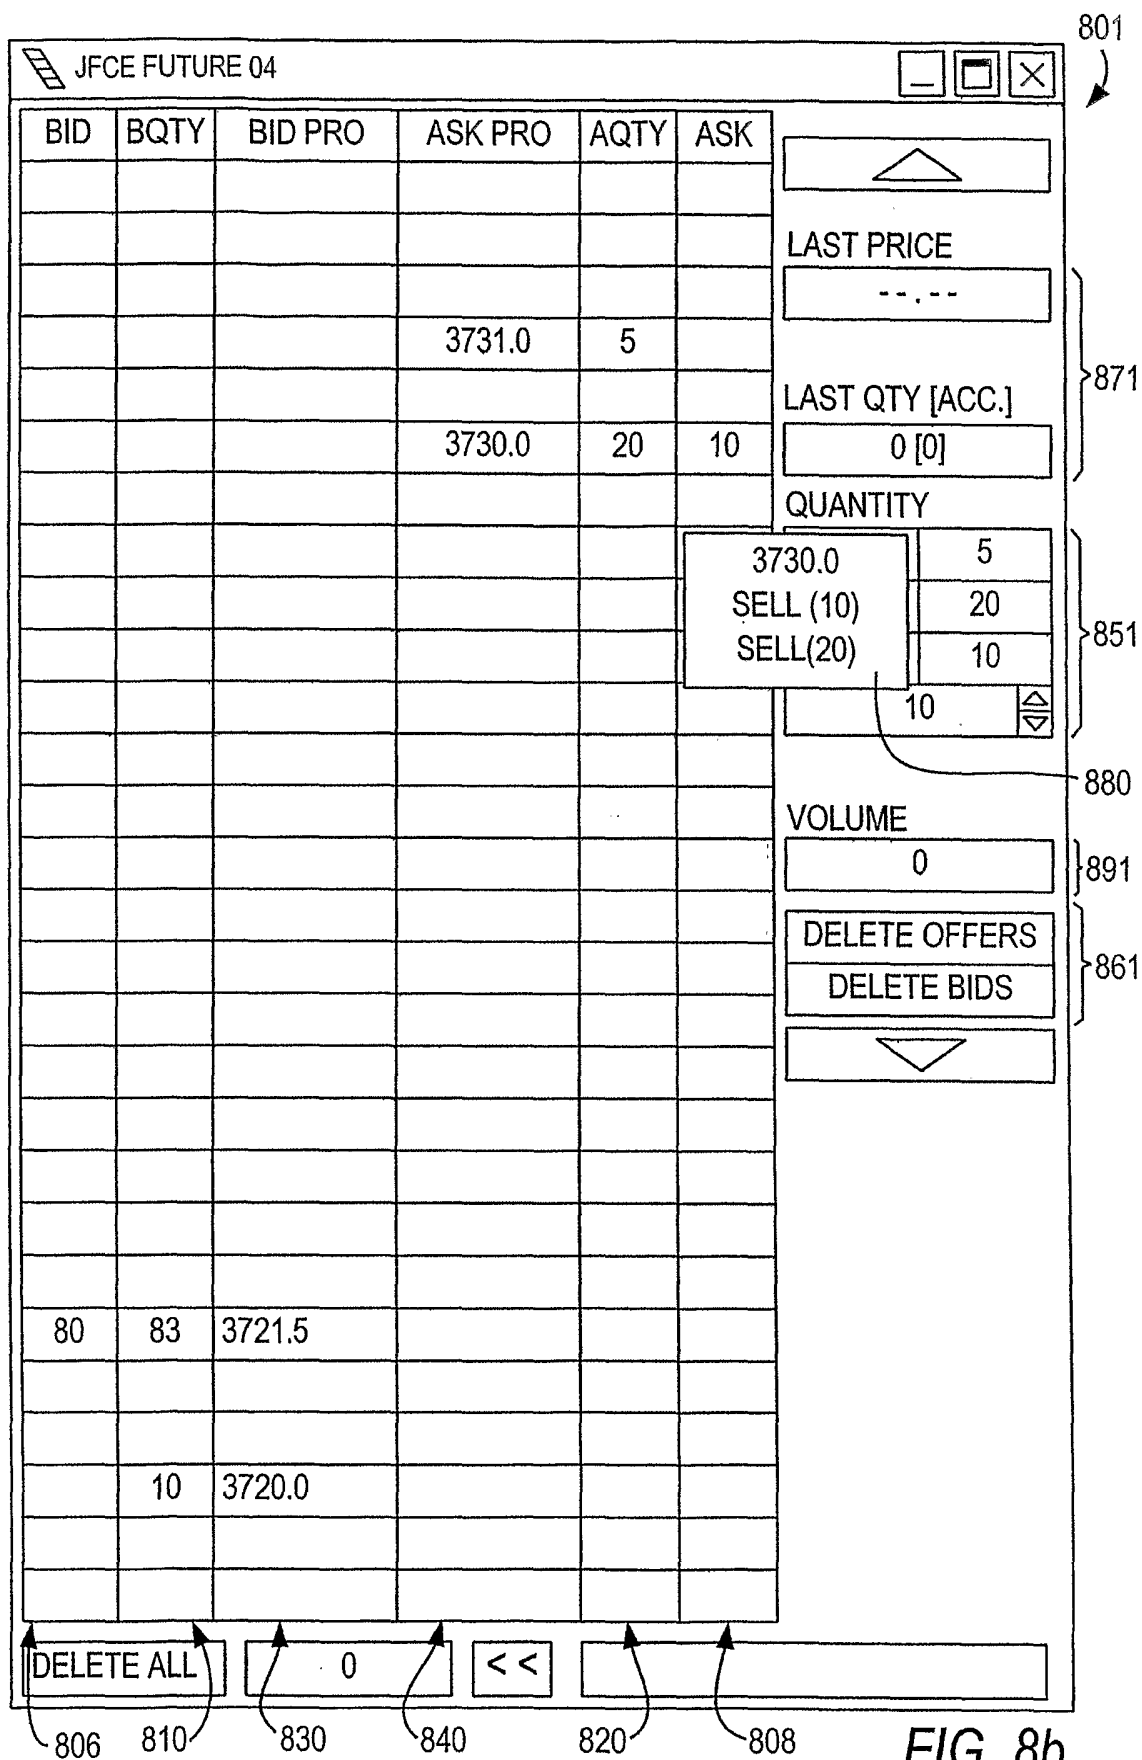 801
JFCE FUTURE 04
BID BQTY BID PRO ASK PRO AQTY ASK
LAST PRICE
--.--
3731.0 5
871
LAST QTY [ACC.]
3730.0 20 10 0 [0]
QUANTITY
3730.0 5
SELL (10) 20
851
SELL(20) 10
10
880
VOLUME
0
891
DELETE OFFERS
861
DELETE BIDS
80 83 3721.5
10 3720.0
DELETE ALL 0 <<
806 810 830 840 820 808
FIG. 8b